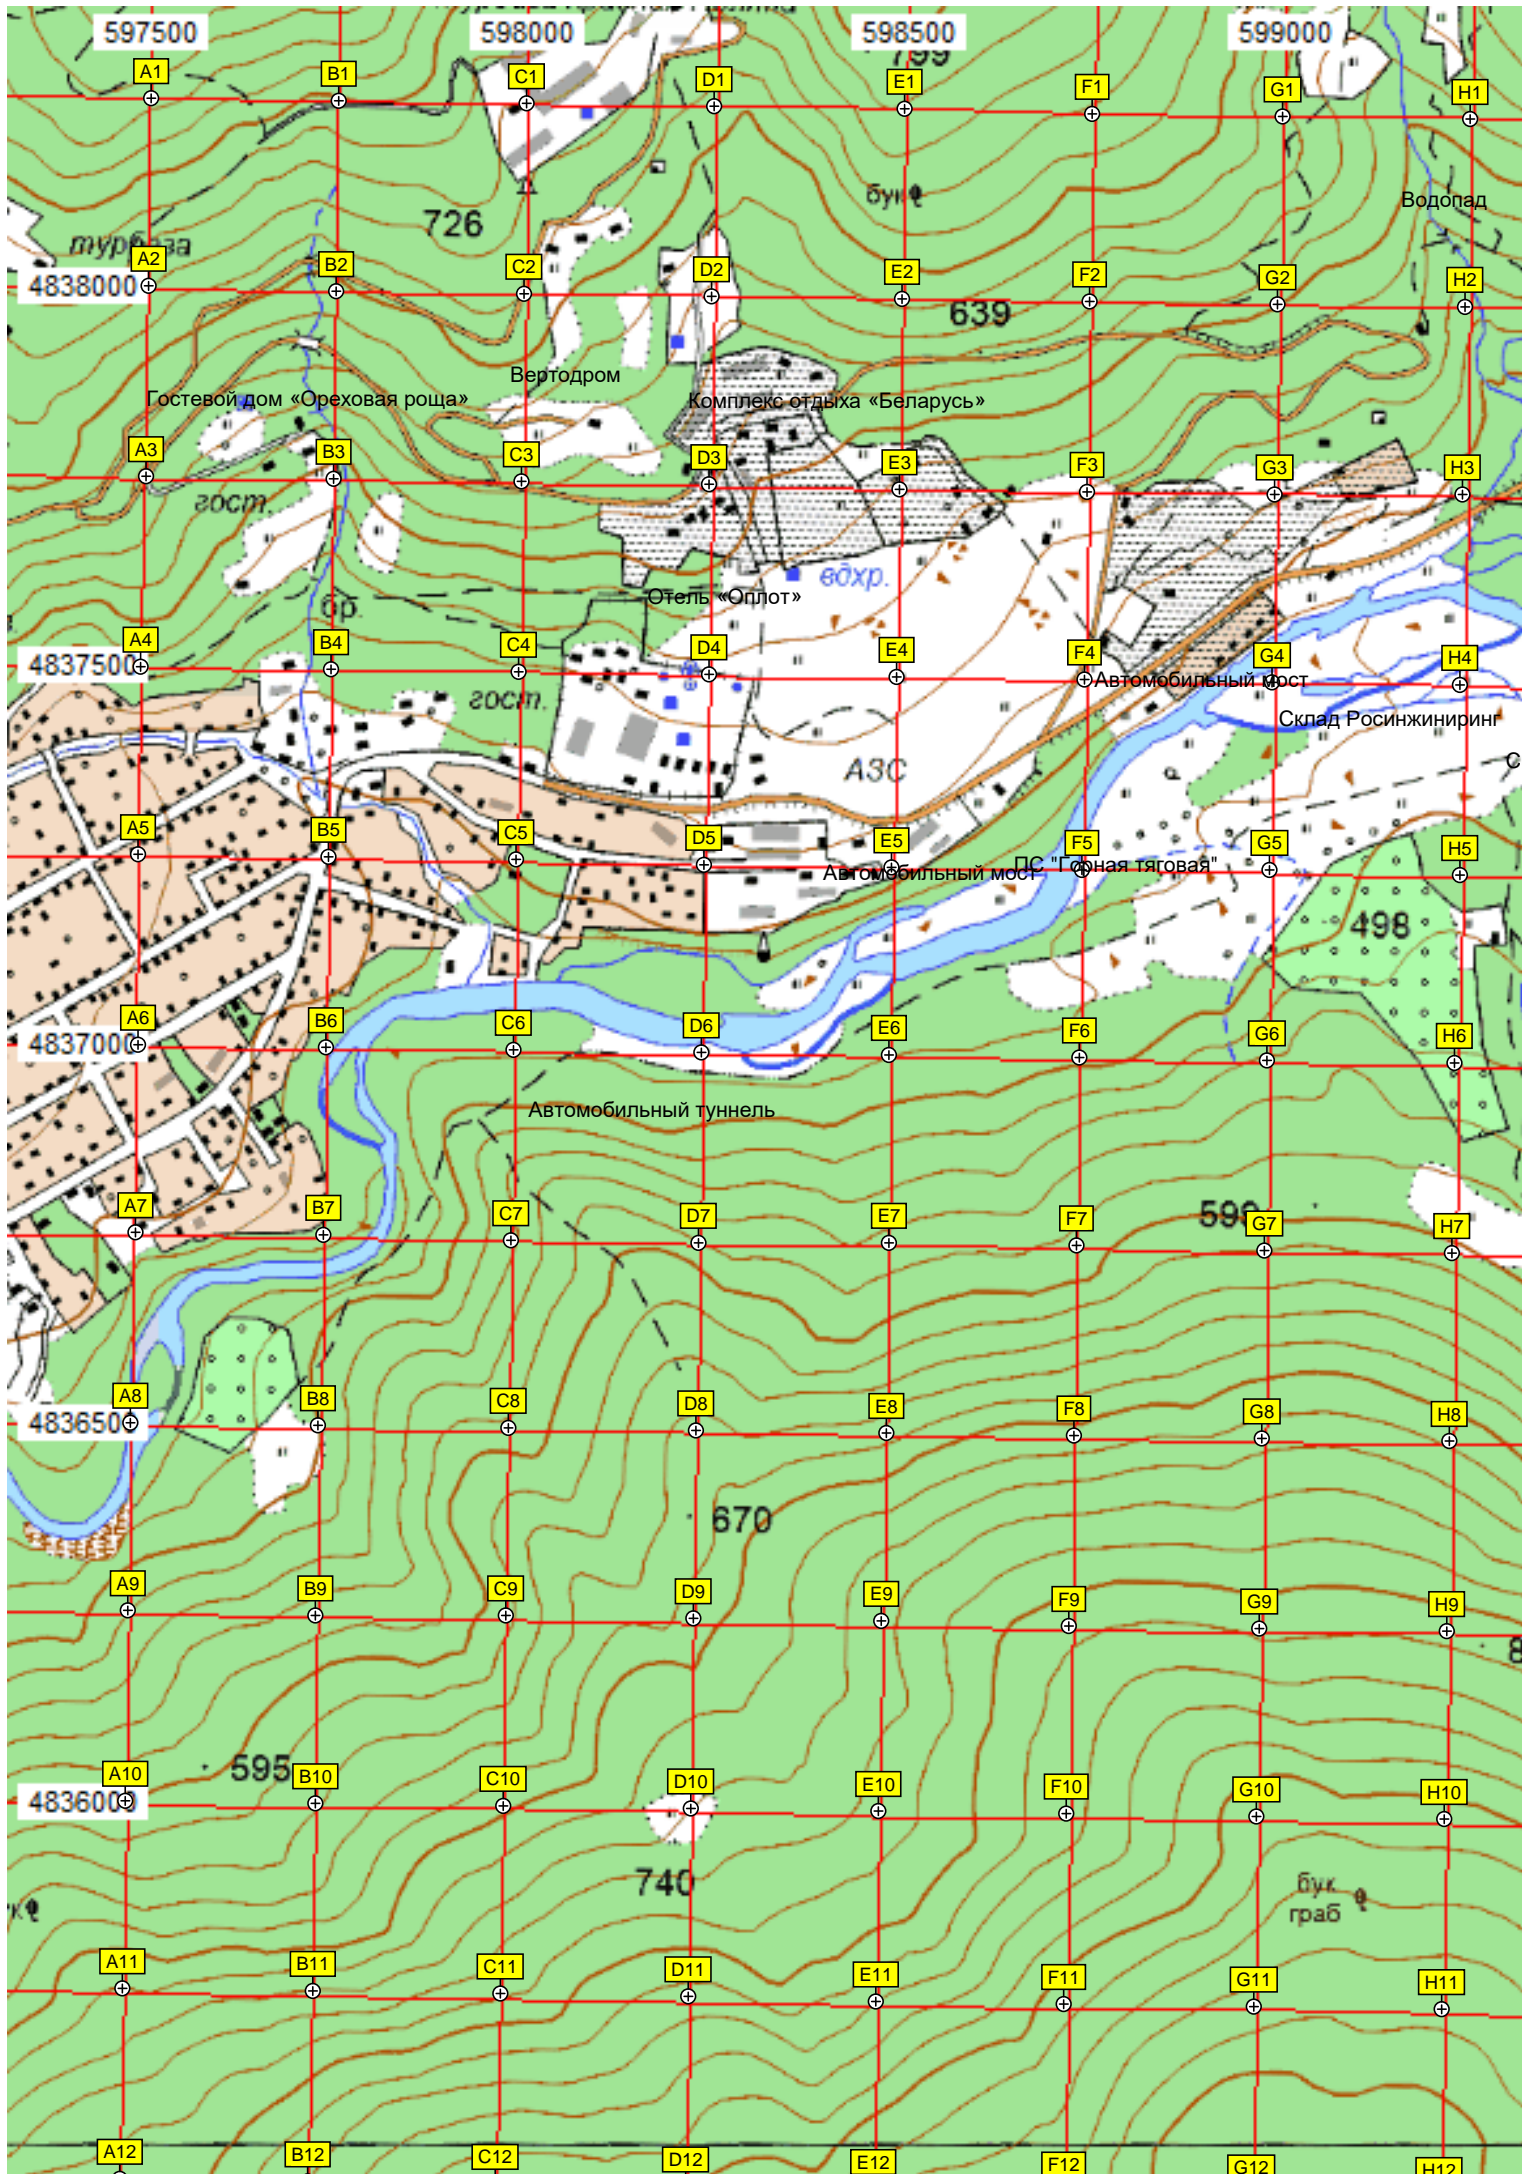 597500 598000 598500 599000
799
A1 B1 C1 D1 E1 F1 G1 H1
бук
Водопад
726
турбаза
A2 B2 C2 D2 E2 F2 G2 H2
4838000
639
Вертодром
Гостевой дом «Ореховая роща»
Комплекс отдыха «Беларусь»
A3 B3 C3 D3 E3 F3 G3 H3
гост.
вдхр.
бр.
Отель «Оплот»
A4 B4 C4 D4 E4 F4 G4 H4
4837500
Автомобильный мост
гост.
Склад Росинжиниринг
С
АЗС
A5 B5 C5 D5 E5 F5 G5 H5
Автомобильный мост
ПС "Горная тяговая"
498
A6 B6 C6 D6 E6 F6 G6 H6
4837000
Автомобильный туннель
A7 B7 C7 D7 E7 F7 G7 H7
599
A8 B8 C8 D8 E8 F8 G8 H8
4836500
670
A9 B9 C9 D9 E9 F9 G9 H9
8
595
A10 B10 C10 D10 E10 F10 G10 H10
4836000
740
бук
граб
A11 B11 C11 D11 E11 F11 G11 H11
A12 B12 C12 D12 E12 F12 G12 H12